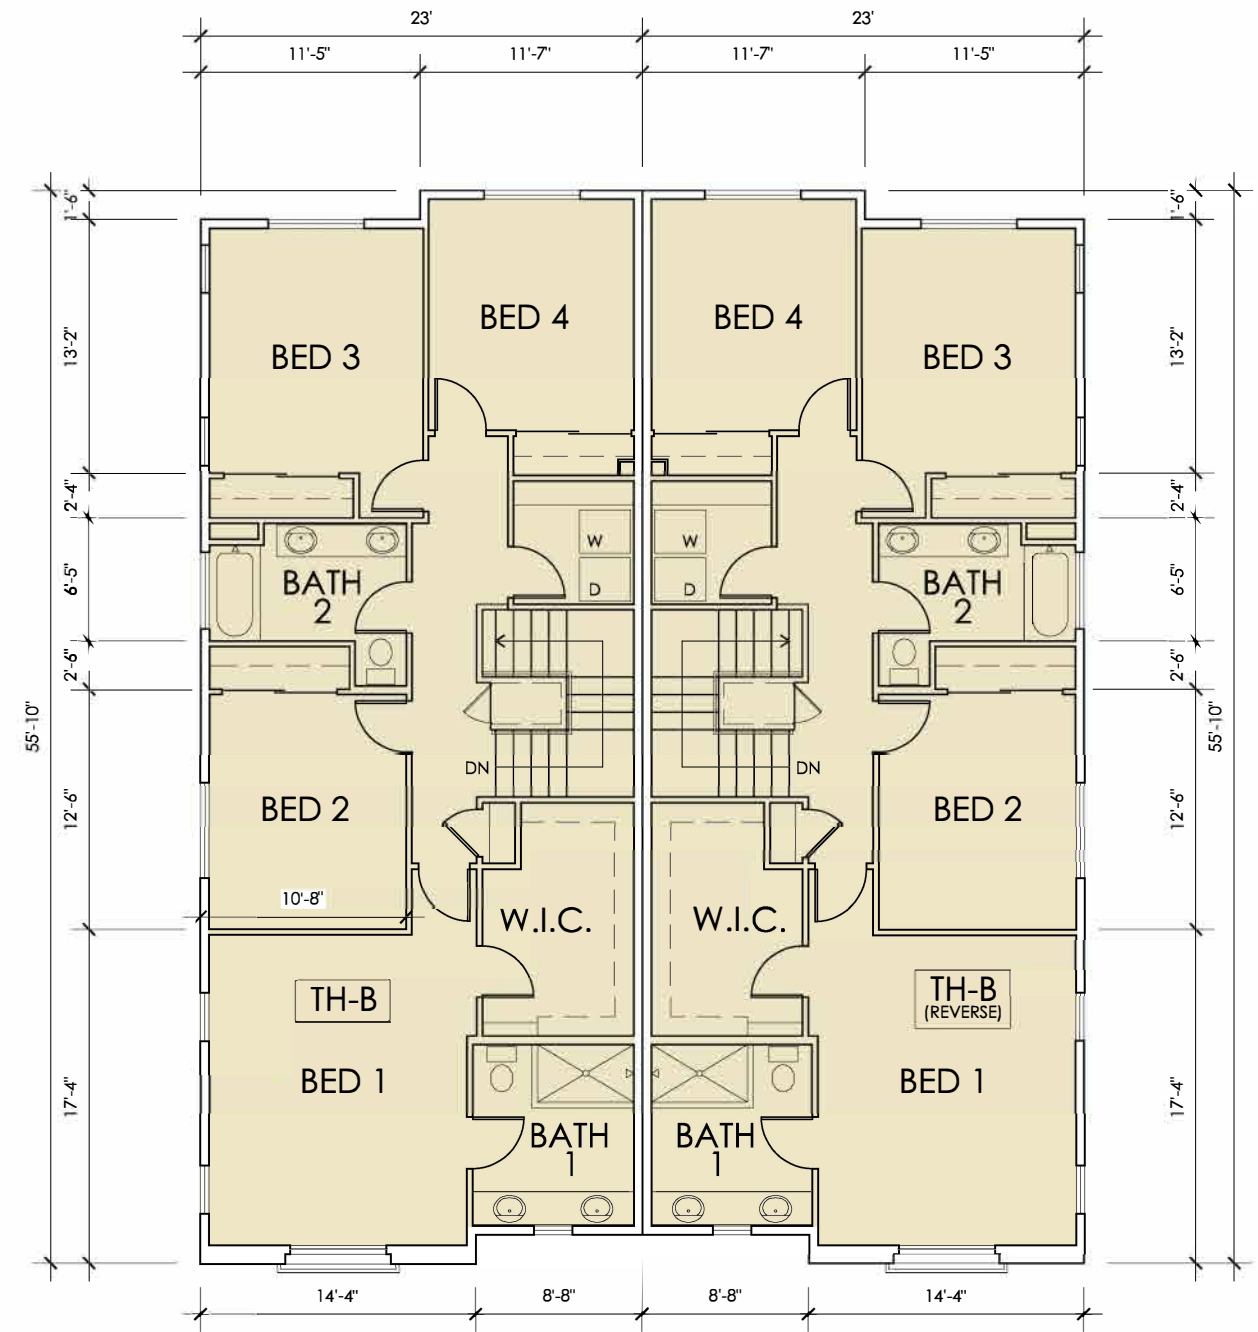 23'
23'
11'-5"
11'-7"
11'-7"
11'-5"
1'-6"
1'-6"
BED 4
BED 4
BED 3
BED 3
13'-2"
13'-2"
2'-4"
2'-4"
W
W
BATH
2
BATH
2
D
D
6'-5"
6'-5"
2'-6"
2'-6"
55'-10"
55'-10"
DN
DN
BED 2
BED 2
12'-6"
12'-6"
10'-8"
W.I.C.
W.I.C.
TH-B
TH-B
(REVERSE)
BED 1
BED 1
17'-4"
17'-4"
BATH
1
BATH
1
14'-4"
8'-8"
8'-8"
14'-4"